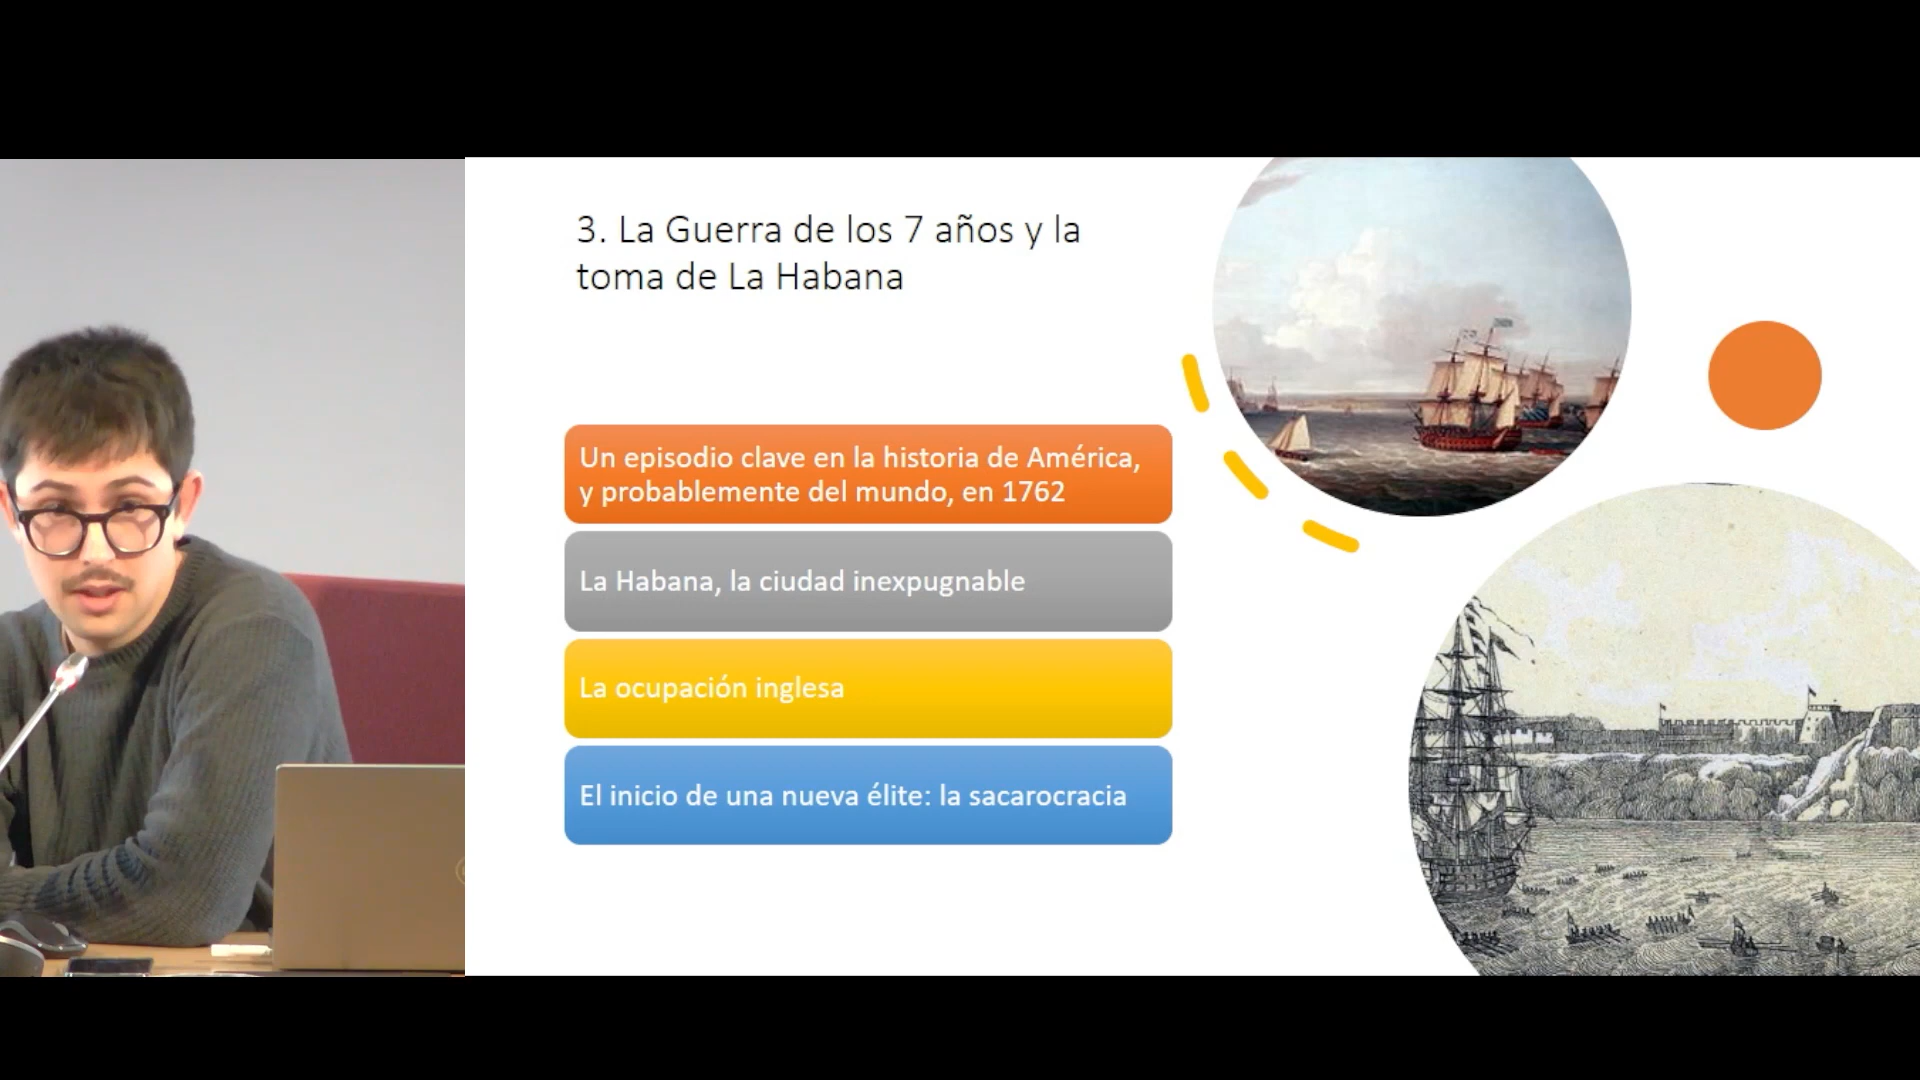 3. La Guerra de los 7 años y la
toma de La Habana
Un episodio clave en la historia de América,
y probablemente del mundo, en 1762
La Habana, la ciudad inexpugnable
La ocupación inglesa
El inicio de una nueva élite: la sacarocracia